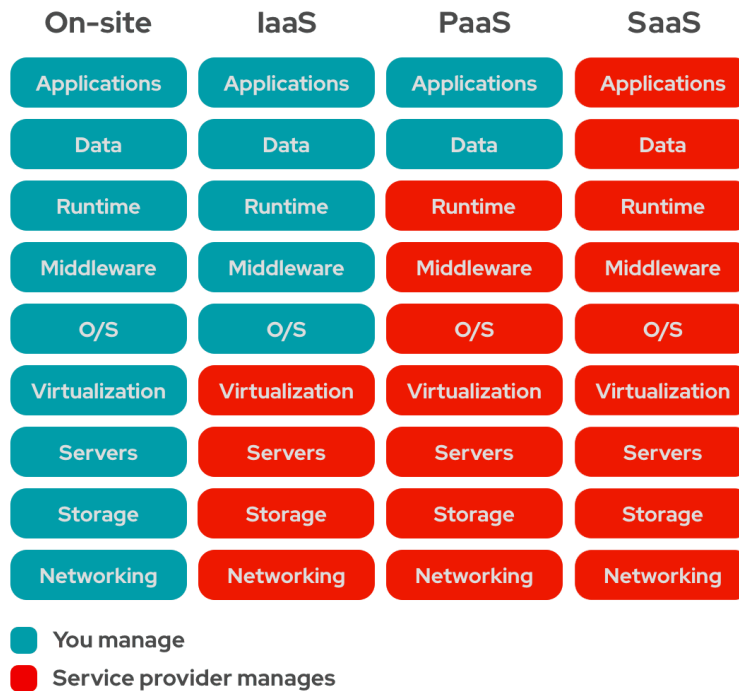 On-site IaaS PaaS SaaS
Applications Applications Applications Applications
Data Data Data Data
Runtime Runtime Runtime Runtime
Middleware Middleware Middleware Middleware
O/S O/S O/S O/S
Virtualization Virtualization Virtualization Virtualization
Servers Servers Servers Servers
Storage Storage Storage Storage
Networking Networking Networking Networking
You manage
Service provider manages